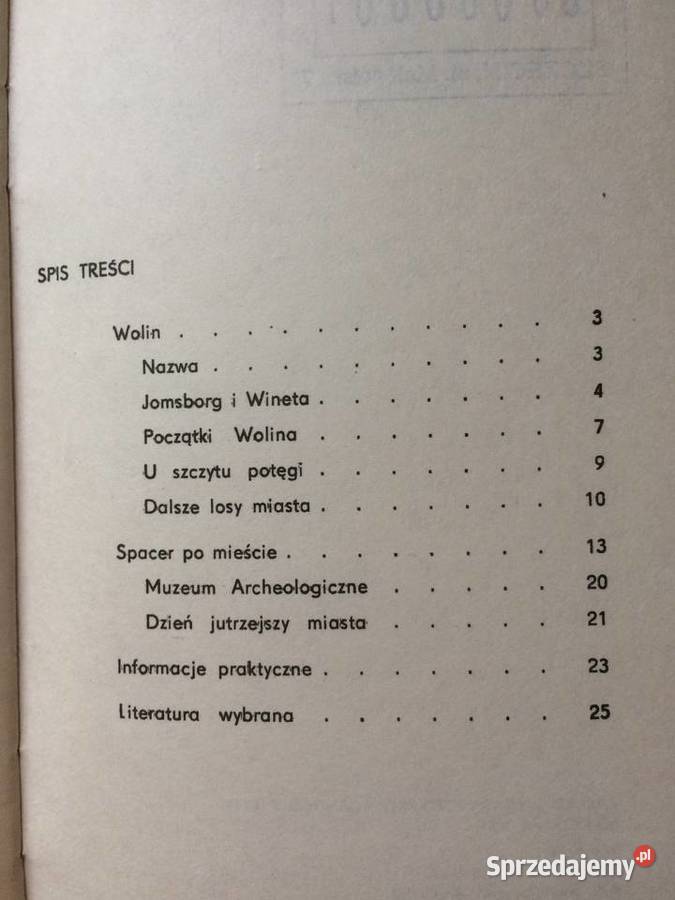 SPIS TREŚCI
Wolin . . . . . . . . . . . 3
Nazwa . . . . . . . . . . 3
Jomsborg i Wineta . . . . . . . 4
Początki Wolina . . . . . . . 7
U szczytu potęgi . . . . . . . 9
Dalsze losy miasta . . . . . . . 10
Spacer po mieście . . . . . . . . 13
Muzeum Archeologiczne . . . . . 20
Dzień jutrzejszy miasta . . . . . 21
Informacje praktyczne . . . . . . . 23
Literatura wybrana . . . . . . . 25
Sprzedajemy.pl